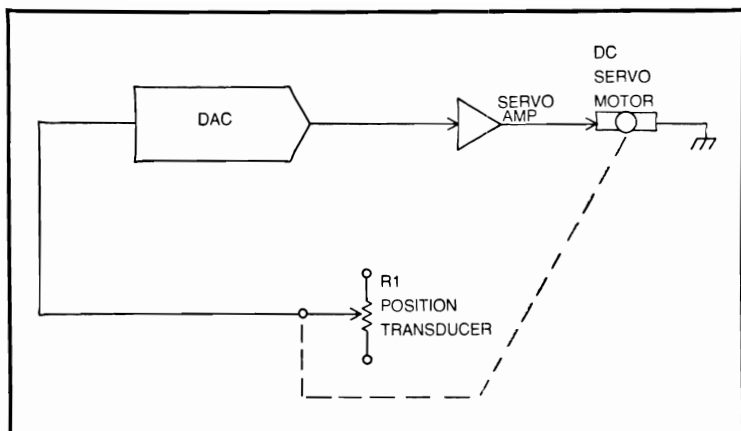 DAC
SERVO
AMP
DC
SERVO
MOTOR
R1
POSITION
TRANSDUCER